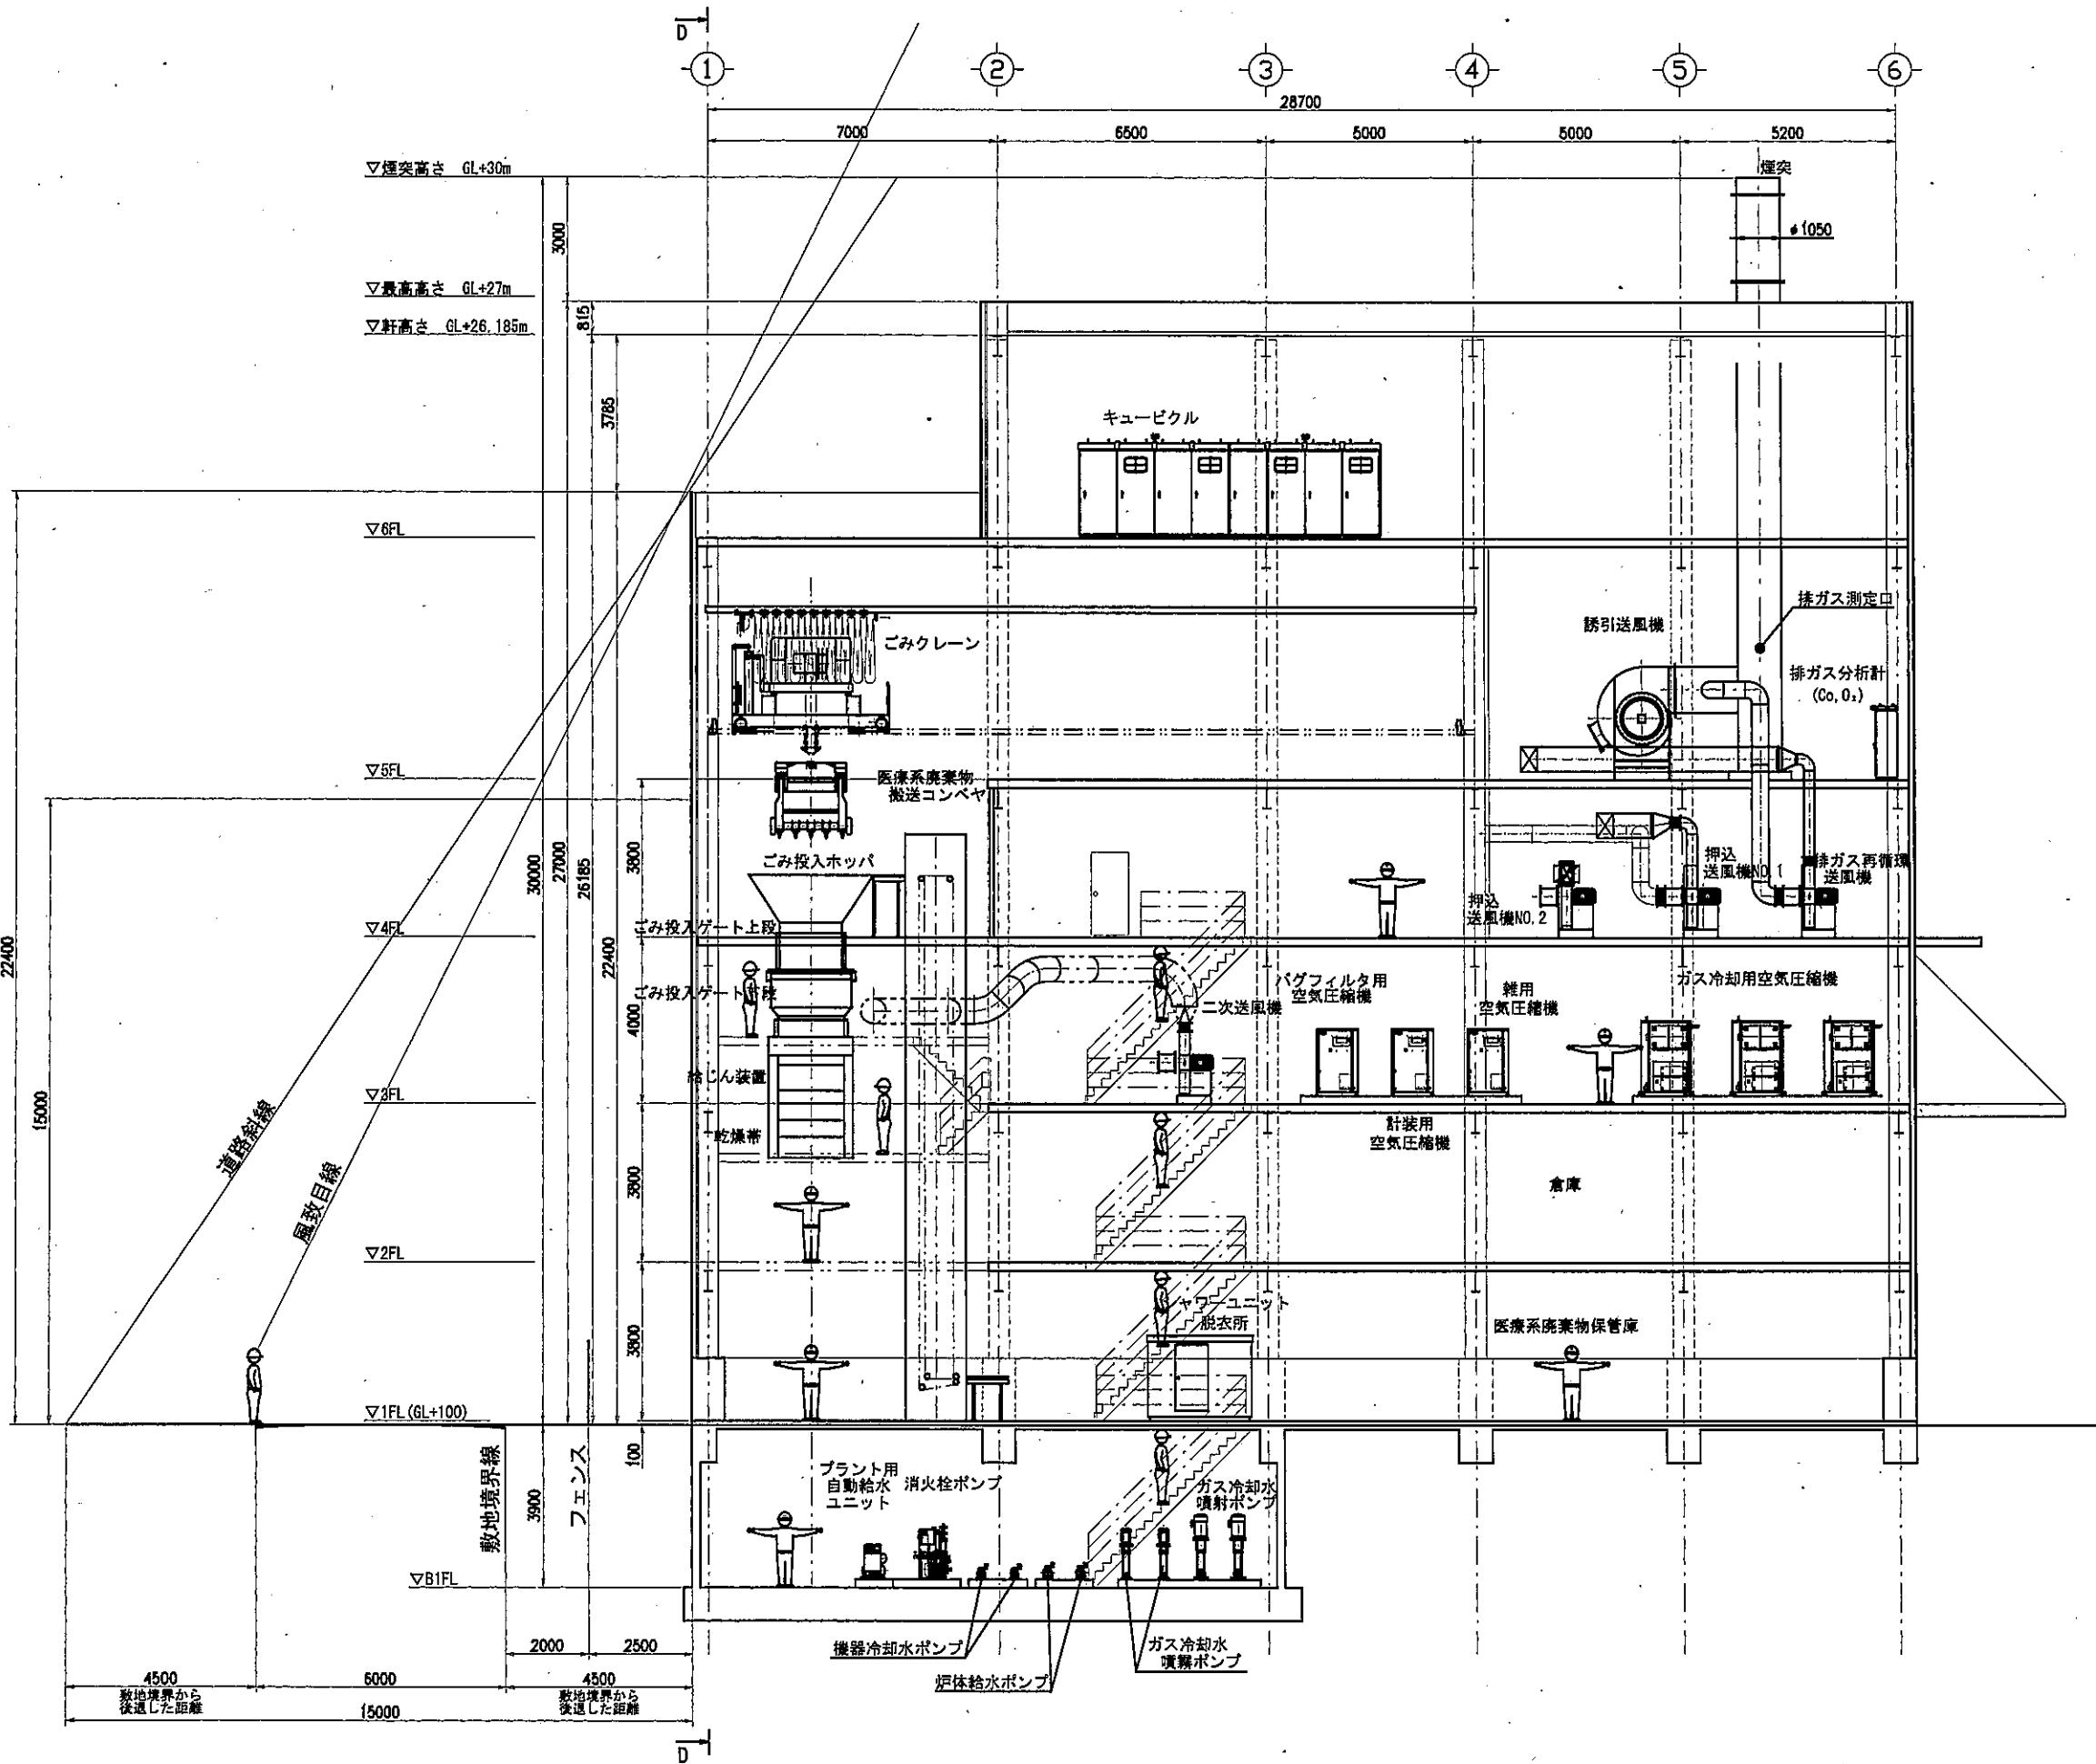 D
1
2
3
4
5
6
28700
7000
6500
5000
5000
5200
▽煙突高さ GL+30m
煙突
3000
φ1050
▽最高高さ GL+27m
815
▽軒高さ GL+26,185m
3785
キュービクル
▽6FL
ごみクレーン
誘引送風機
排ガス測定口
排ガス分析計
(Co,O₂)
▽5FL
医療系廃棄物
搬送コンベヤ
22400
15000
30000
27000
26185
22400
3800
ごみ投入ホッパ
押込
送風機NO.1
排ガス再循環
送風機
押込
送風機NO.2
▽4FL
ごみ投入ゲート上段
4000
ごみ投入ゲート下段
二次送風機
バグフィルタ用
空気圧縮機
雑用
空気圧縮機
ガス冷却用空気圧縮機
給じん装置
▽3FL
乾燥帯
計装用
空気圧縮機
道路斜線
風致目線
3800
倉庫
▽2FL
3800
シャワーユニット
脱衣所
医療系廃棄物保管庫
▽1FL(GL+100)
100
敷地境界線
3900
フェンス
プラント用
自動給水
ユニット
消火栓ポンプ
ガス冷却水
噴射ポンプ
▽B1FL
機器冷却水ポンプ
炉体給水ポンプ
ガス冷却水
噴霧ポンプ
2000
2500
4500
6000
4500
敷地境界から
後退した距離
敷地境界から
後退した距離
15000
D